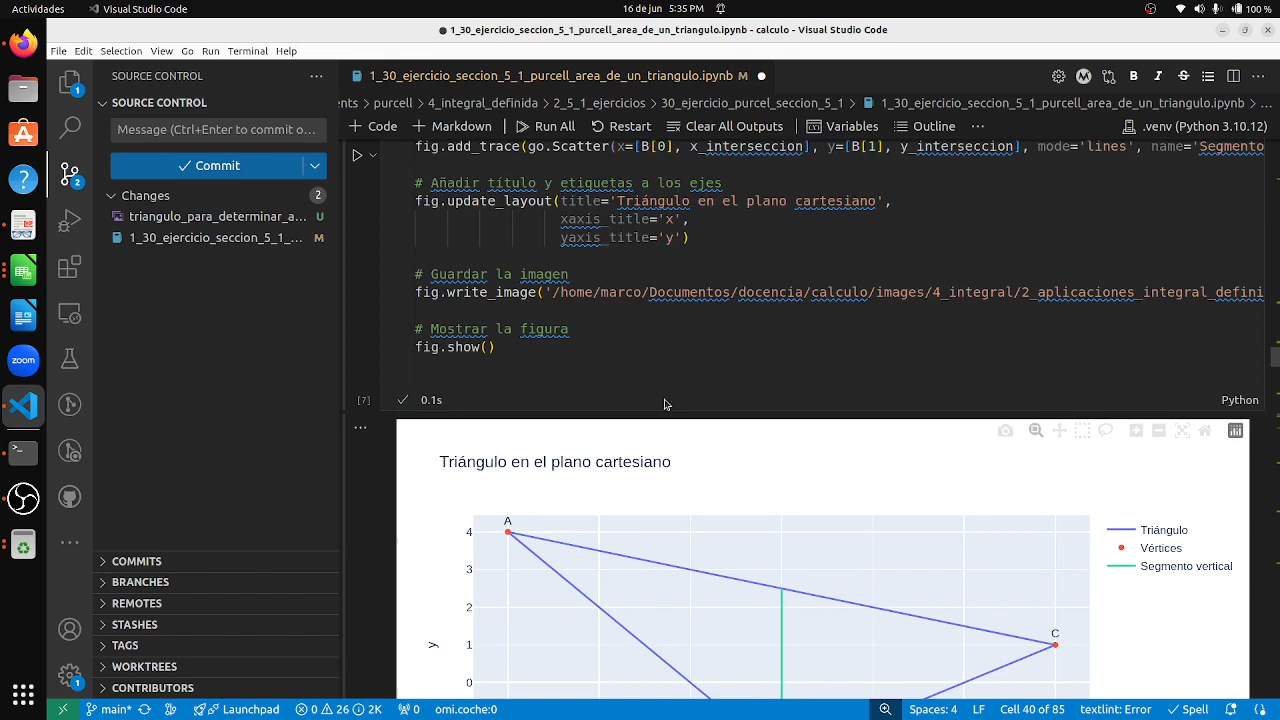 Actividades
Visual Studio Code
16 de jun 5:35 PM
100 %
1_30_ejercicio_seccion_5_1_purcell_area_de_un_triangulo.ipynb - calculo - Visual Studio Code
File Edit Selection View Go Run Terminal Help
SOURCE CONTROL
1_30_ejercicio_seccion_5_1_purcell_area_de_un_triangulo.ipynb M
SOURCE CONTROL
ents > purcell > 4_integral_definida > 2_5_1_ejercicios > 30_ejercicio_purcel_seccion_5_1 > 1_30_ejercicio_seccion_5_1_purcell_area_de_un_triangulo.ipynb > ...
Message (Ctrl+Enter to commit o...
+ Code + Markdown Run All Restart Clear All Outputs Variables Outline ... .venv (Python 3.10.12)
fig.add_trace(go.Scatter(x=[B[0], x_interseccion], y=[B[1], y_interseccion], mode='lines', name='Segmento
Commit
# Añadir título y etiquetas a los ejes
Changes 2
fig.update_layout(title='Triángulo en el plano cartesiano',
triangulo_para_determinar_a... U
xaxis_title='x',
1_30_ejercicio_seccion_5_1_... M
yaxis_title='y')
# Guardar la imagen
fig.write_image('/home/marco/Documentos/docencia/calculo/images/4_integral/2_aplicaciones_integral_defini
# Mostrar la figura
fig.show()
[7] 0.1s Python
Triángulo en el plano cartesiano
A
4
3
2
1
0
y
C
Triángulo
Vértices
Segmento vertical
zoom
COMMITS
BRANCHES
REMOTES
STASHES
TAGS
WORKTREES
CONTRIBUTORS
main* Launchpad 0 26 2K 0 omi.coche:0 Spaces: 4 LF Cell 40 of 85 textlint: Error Spell